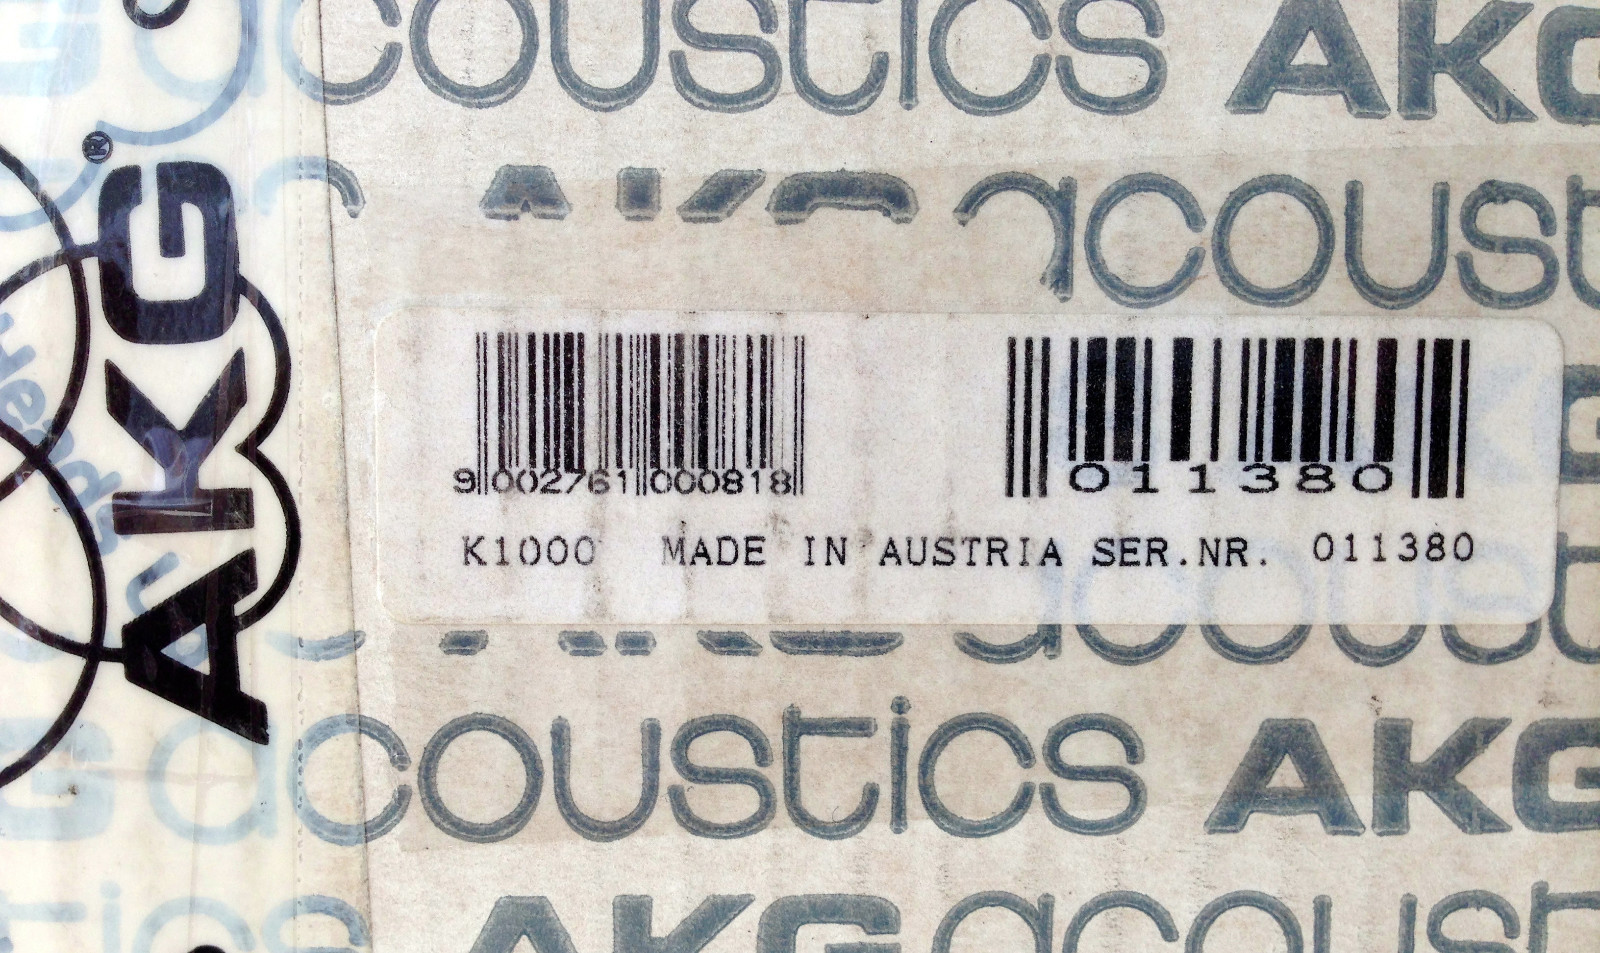 acoustics AKG
AKG acoust
AKG®
9 002761 000818
011380
K1000 MADE IN AUSTRIA SER.NR. 011380
acoust
acoustics AKG
AKG acous